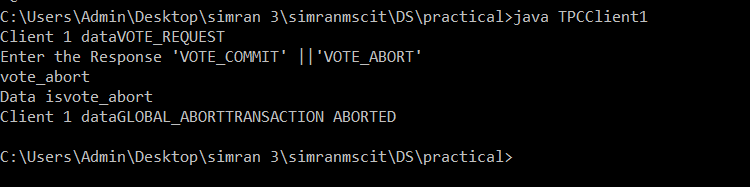 C:\Users\Admin\Desktop\simran 3\simranmscit\DS\practical>java TPCClient1
Client 1 dataVOTE_REQUEST
Enter the Response 'VOTE_COMMIT' ||'VOTE_ABORT'
vote_abort
Data isvote_abort
Client 1 dataGLOBAL_ABORTTRANSACTION ABORTED
C:\Users\Admin\Desktop\simran 3\simranmscit\DS\practical>